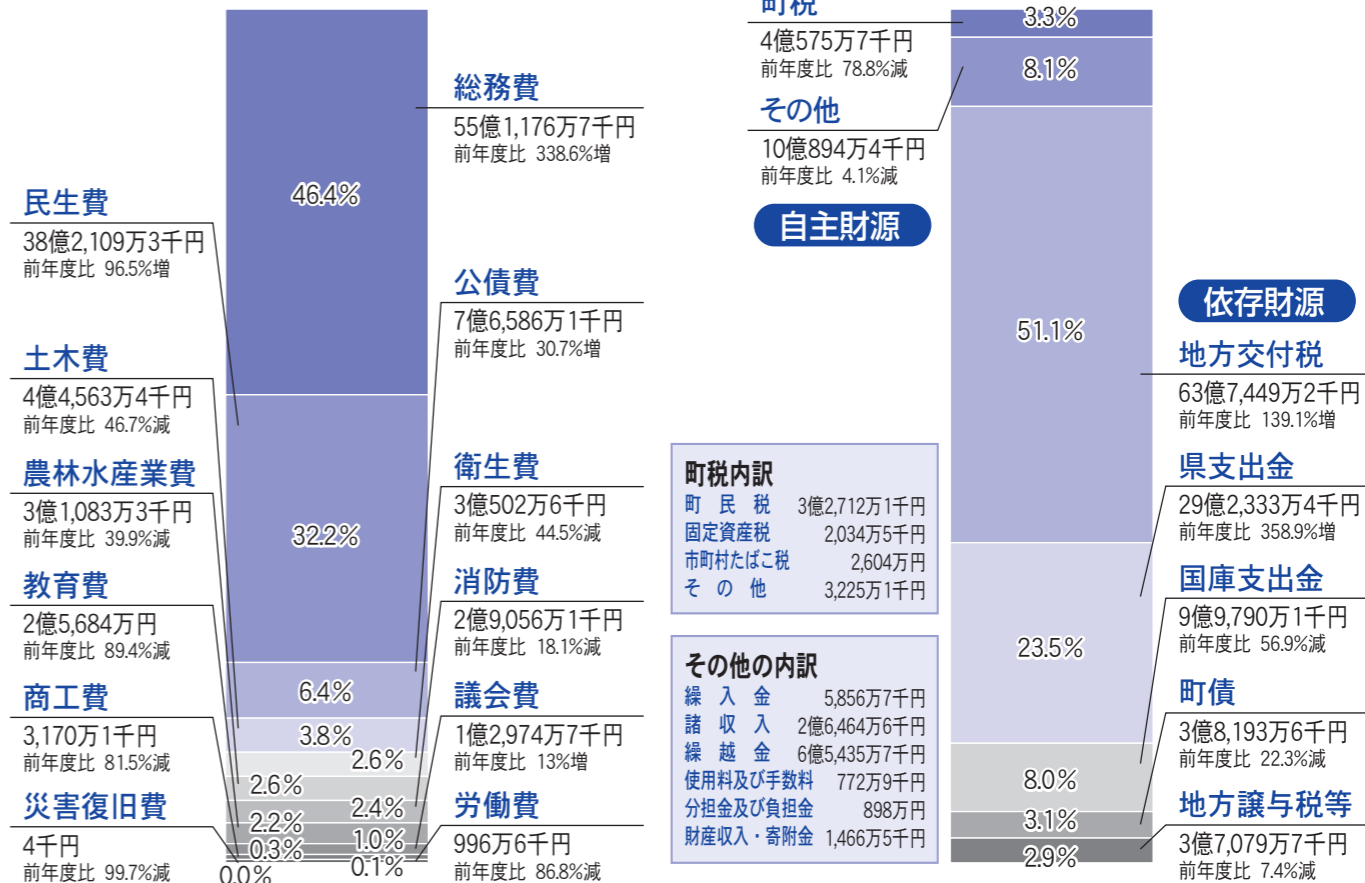 総務費
55億1,176万7千円
前年度比 338.6%増
民生費
38億2,109万3千円
前年度比 96.5%増
公債費
7億6,586万1千円
前年度比 30.7%増
土木費
4億4,563万4千円
前年度比 46.7%減
農林水産業費
3億1,083万3千円
前年度比 39.9%減
衛生費
3億502万6千円
前年度比 44.5%減
教育費
2億5,684万円
前年度比 89.4%減
消防費
2億9,056万1千円
前年度比 18.1%減
商工費
3,170万1千円
前年度比 81.5%減
議会費
1億2,974万7千円
前年度比 13%増
災害復旧費
4千円
前年度比 99.7%減
労働費
996万6千円
前年度比 86.8%減
46.4%
32.2%
6.4%
3.8%
2.6%
2.6%
2.4%
2.2%
1.0%
0.3%
0.1%
0.0%
町税
4億575万7千円
前年度比 78.8%減
その他
10億894万4千円
前年度比 4.1%減
自主財源
3.3%
8.1%
51.1%
23.5%
8.0%
3.1%
2.9%
依存財源
地方交付税
63億7,449万2千円
前年度比 139.1%増
県支出金
29億2,333万4千円
前年度比 358.9%増
国庫支出金
9億9,790万1千円
前年度比 56.9%減
町債
3億8,193万6千円
前年度比 22.3%減
地方譲与税等
3億7,079万7千円
前年度比 7.4%減
町税内訳
町民税 3億2,712万1千円
固定資産税 2,034万5千円
市町村たばこ税 2,604万円
その他 3,225万1千円
その他の内訳
繰入金 5,856万7千円
諸収入 2億6,464万6千円
繰越金 6億5,435万7千円
使用料及び手数料 772万9千円
分担金及び負担金 898万円
財産収入・寄附金 1,466万5千円